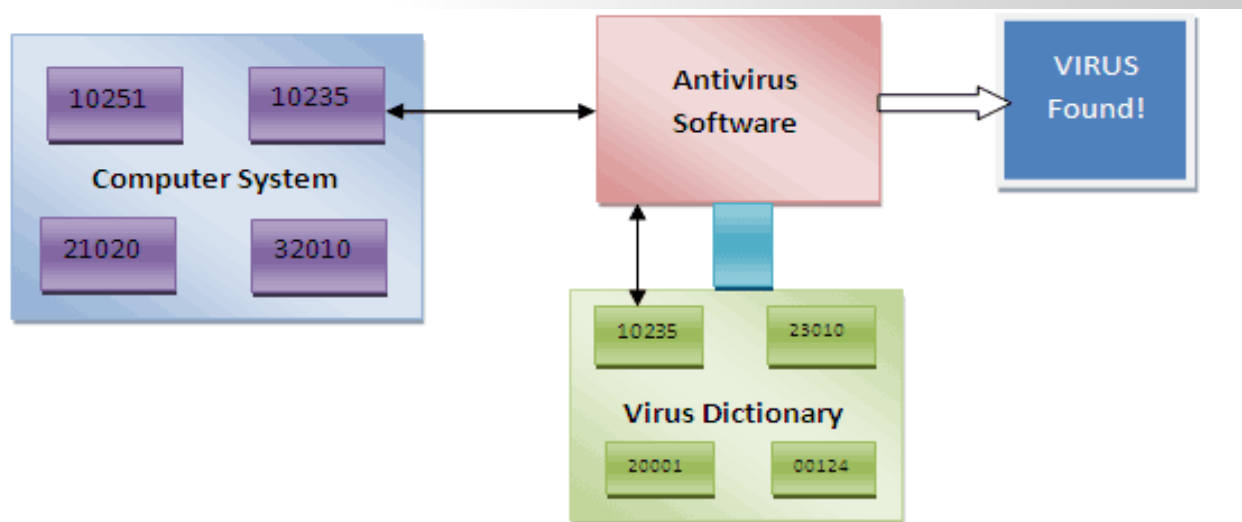 10251
10235
Computer System
21020
32010
Antivirus
Software
VIRUS
Found!
10235
23010
Virus Dictionary
20001
00124